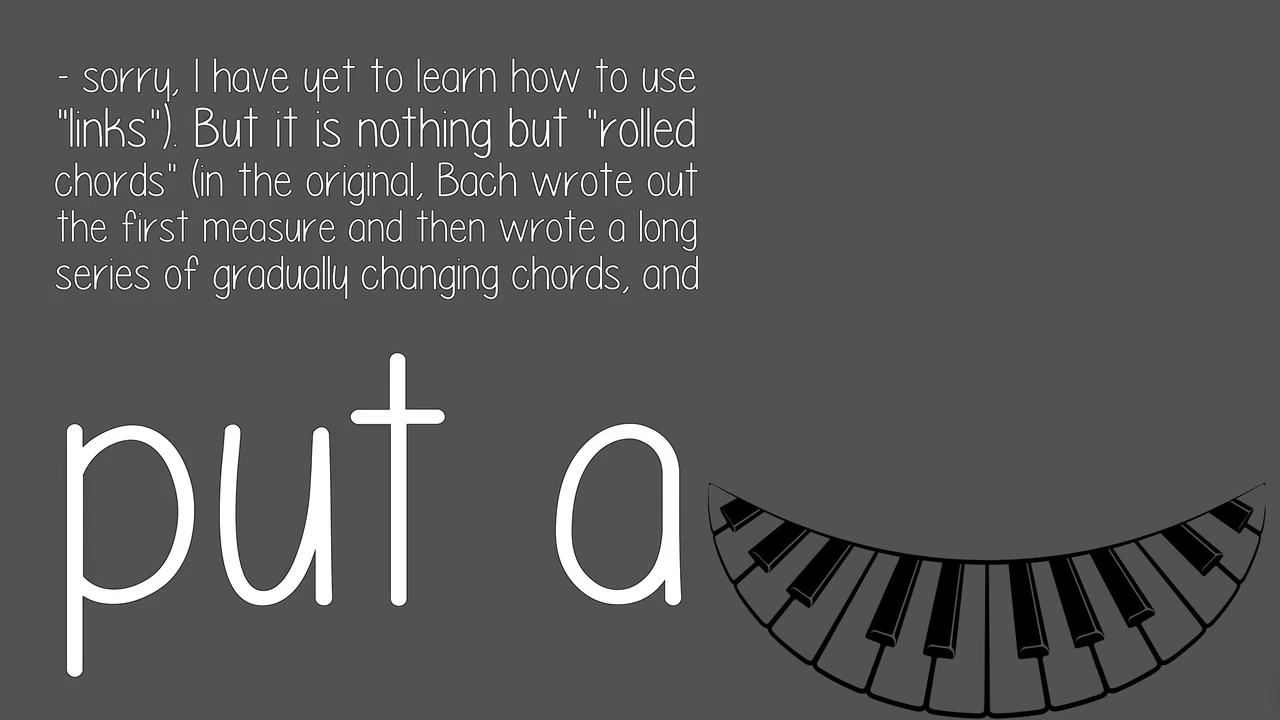 - sorry, I have yet to learn how to use
"links"). But it is nothing but "rolled
chords" (in the original, Bach wrote out
the first measure and then wrote a long
series of gradually changing chords, and
put a